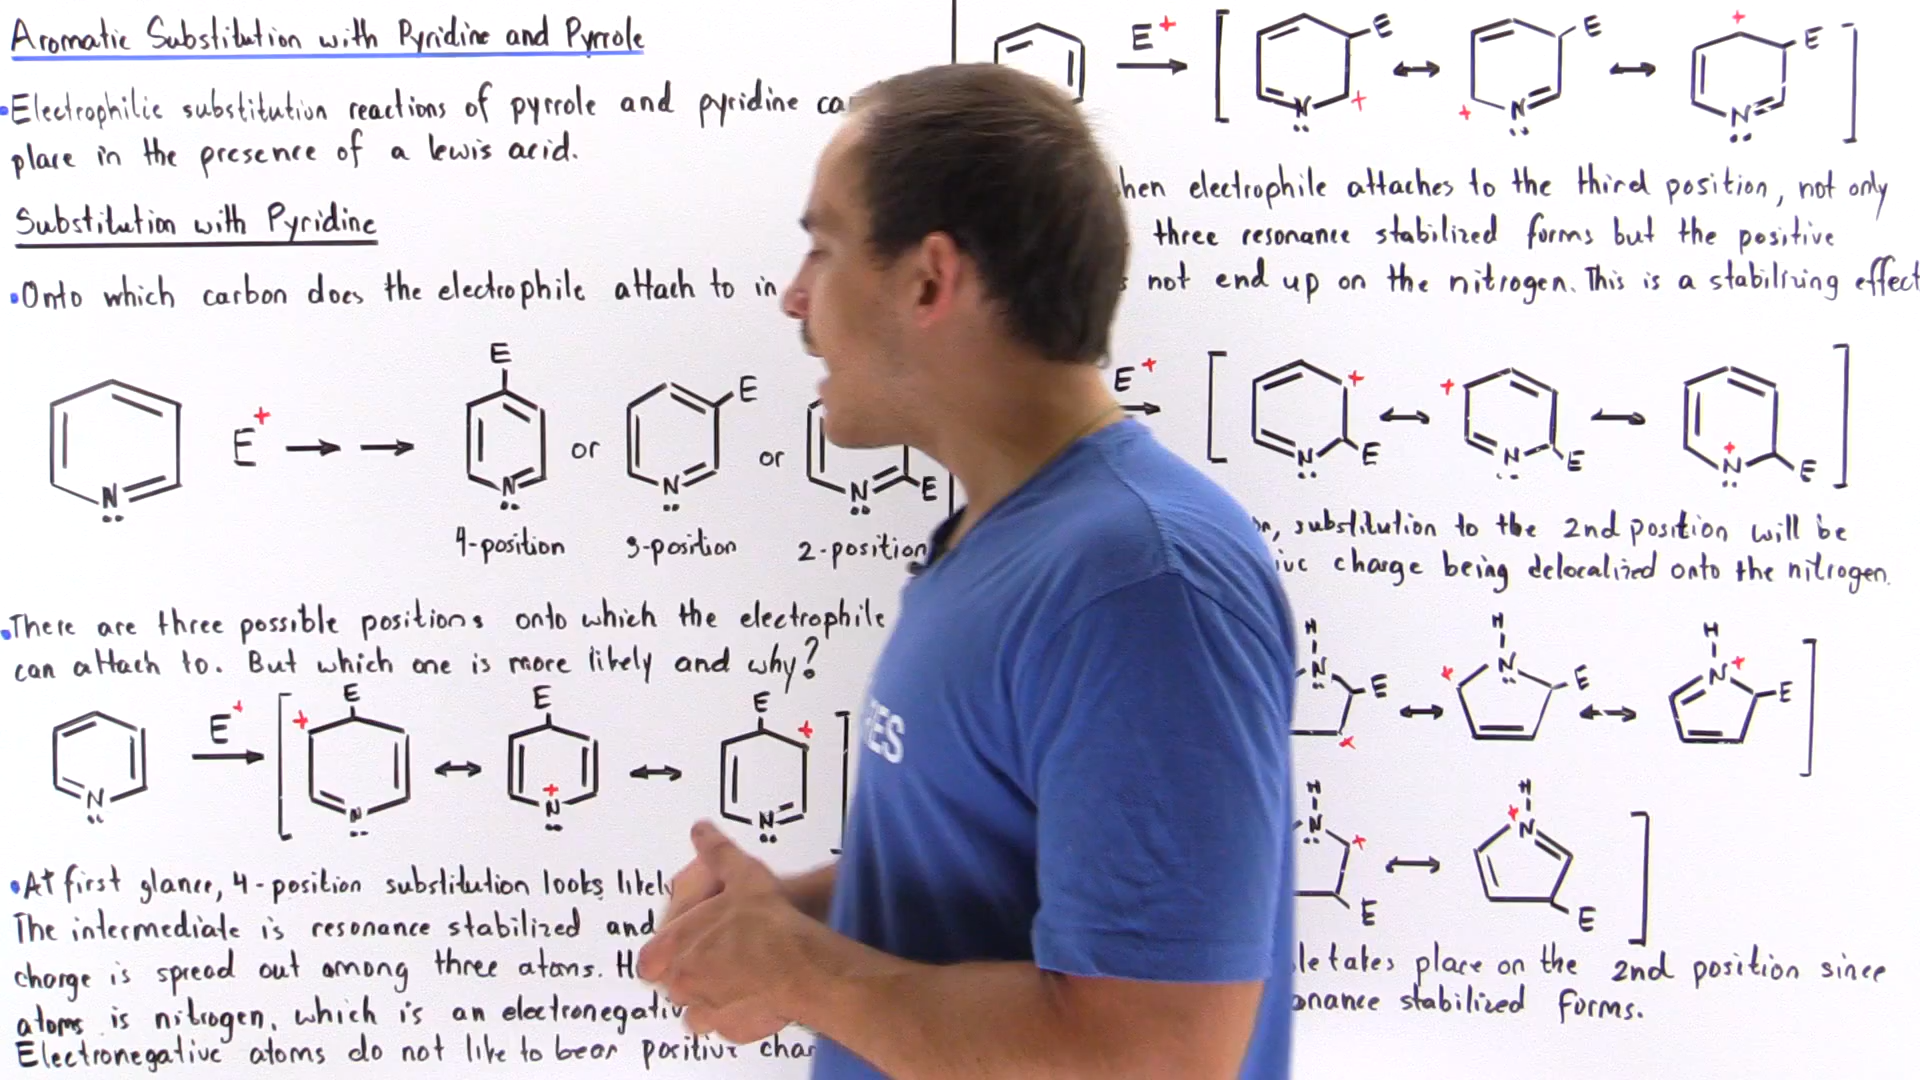 Aromatic Substitution with Pyridine and Pyrrole
•Electrophilic substitution reactions of pyrrole and pyridine
place in the presence of a lewis acid.
Substitution with Pyridine
•Onto which carbon does the electrophile attach to in
N E+ E N or E N or N E
4-position 3-position 2-position
•There are three possible positions onto which the electrophile
can attach to. But which one is more likely and why?
N E+ [ + E N E + N E + N ]
•At first glance, 4-position substitution looks likely
The intermediate is resonance stabilized and
charge is spread out among three atoms.
atoms is nitrogen, which is an
Electronegative atoms do not like to bear positive
E+ [ E N + E N + + E N ]
electrophile attaches to the third position, not only
three resonance stabilized forms but the positive
not end up on the nitrogen. This is a stabilizing effect
E+ [ + N E + N E + N E ]
substitution to the 2nd position will be
charge being delocalized onto the nitrogen.
H N E + + H N E H N + E ]
H N + E H + N E ]
takes place on the 2nd position since
stabilized forms.